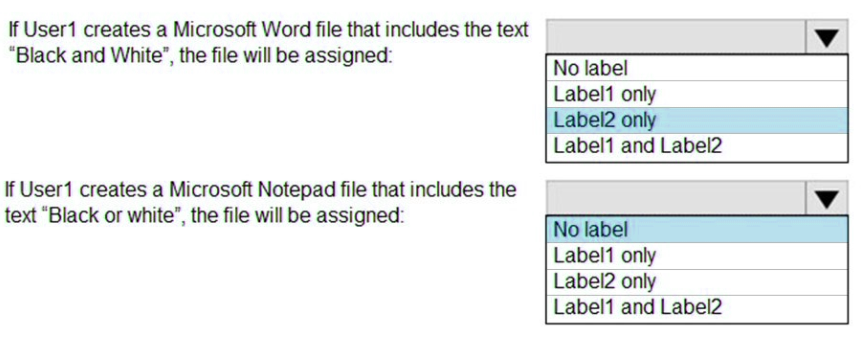 If User1 creates a Microsoft Word file that includes the text
“Black and White”, the file will be assigned:
No label
Label1 only
Label2 only
Label1 and Label2
If User1 creates a Microsoft Notepad file that includes the
text “Black or white”, the file will be assigned:
No label
Label1 only
Label2 only
Label1 and Label2